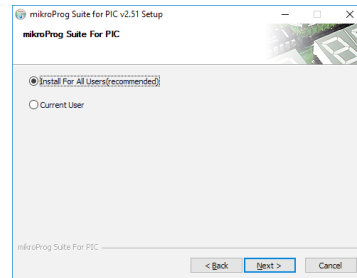 mikroProg Suite for PIC v2.51 Setup
mikroProg Suite For PIC
Install For All Users(recommended)
Current User
mikroProg Suite For PIC
< Back Next > Cancel